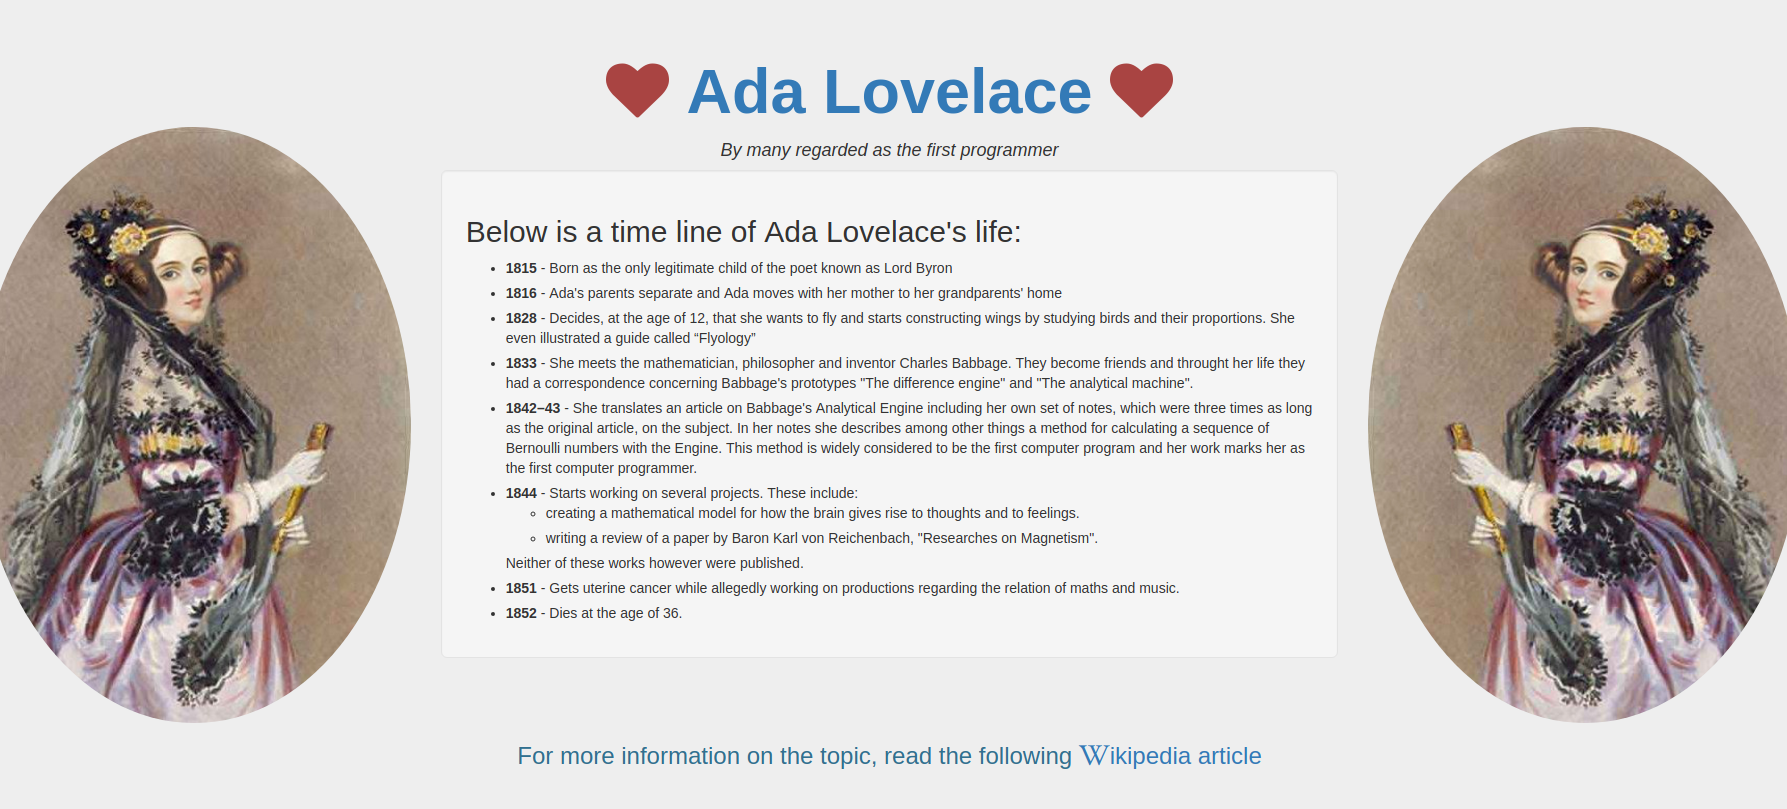 Ada Lovelace
By many regarded as the first programmer
Below is a time line of Ada Lovelace's life:
1815 - Born as the only legitimate child of the poet known as Lord Byron
1816 - Ada's parents separate and Ada moves with her mother to her grandparents' home
1828 - Decides, at the age of 12, that she wants to fly and starts constructing wings by studying birds and their proportions. She
even illustrated a guide called “Flyology”
1833 - She meets the mathematician, philosopher and inventor Charles Babbage. They become friends and throught her life they
had a correspondence concerning Babbage's prototypes "The difference engine" and "The analytical machine".
1842–43 - She translates an article on Babbage's Analytical Engine including her own set of notes, which were three times as long
as the original article, on the subject. In her notes she describes among other things a method for calculating a sequence of
Bernoulli numbers with the Engine. This method is widely considered to be the first computer program and her work marks her as
the first computer programmer.
1844 - Starts working on several projects. These include:
creating a mathematical model for how the brain gives rise to thoughts and to feelings.
writing a review of a paper by Baron Karl von Reichenbach, "Researches on Magnetism".
Neither of these works however were published.
1851 - Gets uterine cancer while allegedly working on productions regarding the relation of maths and music.
1852 - Dies at the age of 36.
For more information on the topic, read the following Wikipedia article